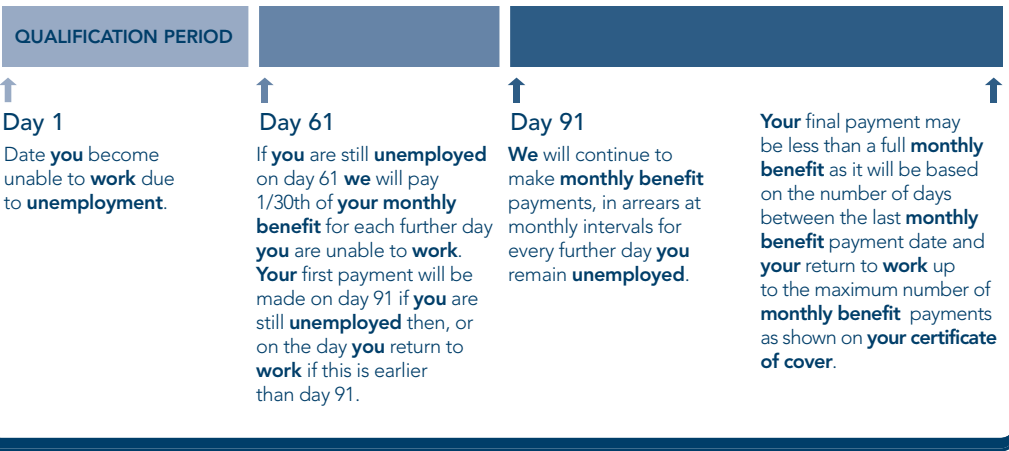 QUALIFICATION PERIOD
Day 1
Date you become
unable to work due
to unemployment.
Day 61
If you are still unemployed
on day 61 we will pay
1/30th of your monthly
benefit for each further day
you are unable to work.
Your first payment will be
made on day 91 if you are
still unemployed then, or
on the day you return to
work if this is earlier
than day 91.
Day 91
We will continue to
make monthly benefit
payments, in arrears at
monthly intervals for
every further day you
remain unemployed.
Your final payment may
be less than a full monthly
benefit as it will be based
on the number of days
between the last monthly
benefit payment date and
your return to work up
to the maximum number of
monthly benefit payments
as shown on your certificate
of cover.